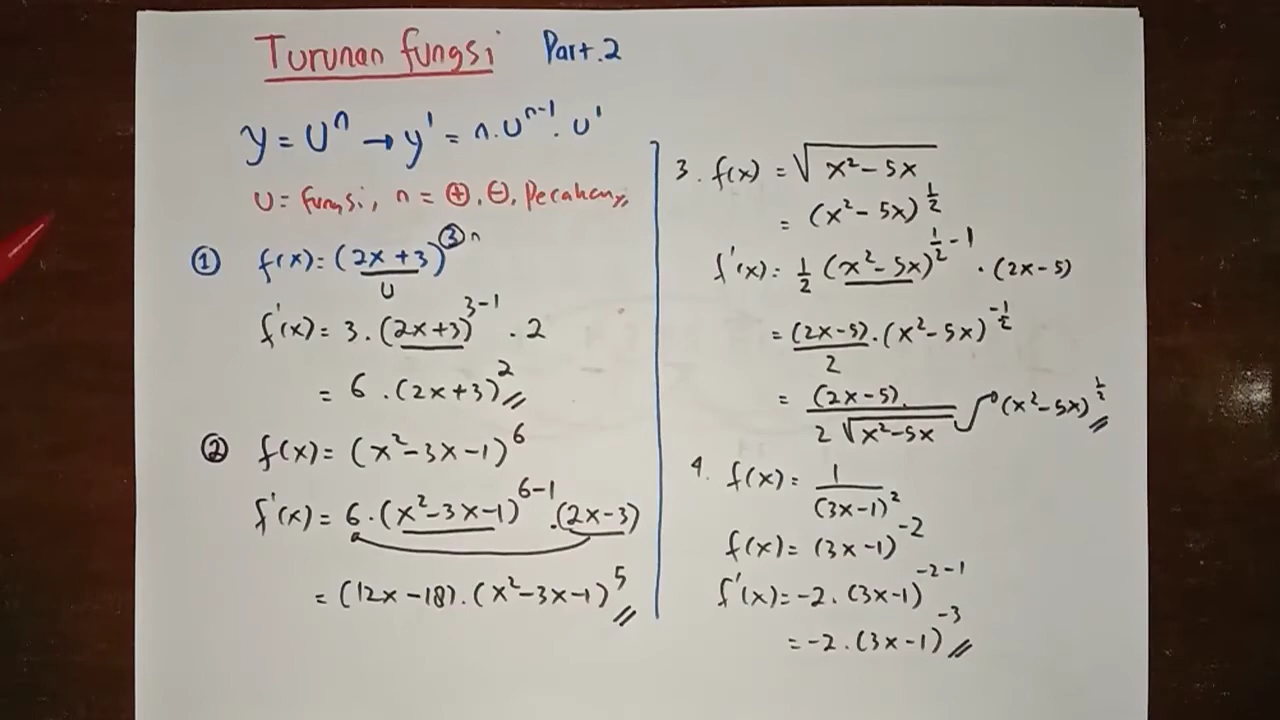 Turunan fungsi Part.2
y = Uⁿ → y' = n.Uⁿ⁻¹. U'
U = fungsi, n = ⊕, ⊖, Pecahan
① f(x) = (2x+3)③ n
U
f'(x) = 3.(2x+3)³⁻¹ . 2
= 6.(2x+3)² //
② f(x) = (x²-3x-1)⁶
f'(x) = 6.(x²-3x-1)⁶⁻¹.(2x-3)
= (12x-18).(x²-3x-1)⁵ //
3. f(x) = √(x²-5x)
= (x²-5x)^(1/2)
f'(x) = 1/2 (x²-5x)^(1/2 - 1) . (2x-5)
= (2x-5)/2 . (x²-5x)^(-1/2)
= (2x-5). / 2√(x²-5x) (x²-5x)^(1/2) //
4. f(x) = 1/(3x-1)²
f(x) = (3x-1)⁻²
f'(x) = -2.(3x-1)⁻²⁻¹
= -2.(3x-1)⁻³ //